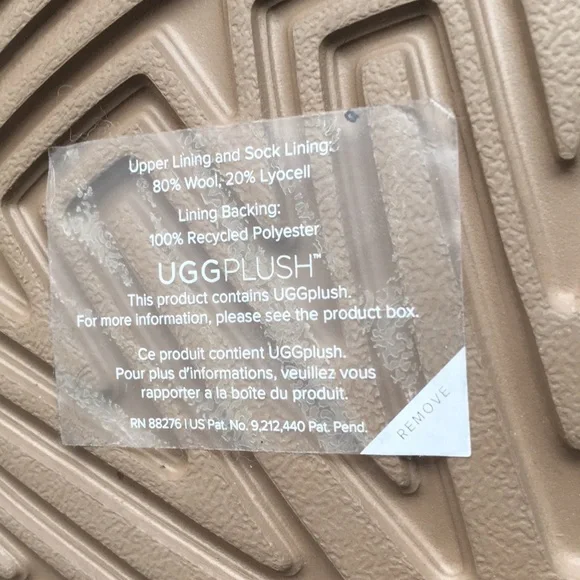 Upper Lining and Sock Lining:
80% Wool, 20% Lyocell
Lining Backing:
100% Recycled Polyester
UGGPLUSH™
This product contains UGGplush.
For more information, please see the product box.
Ce produit contient UGGplush.
Pour plus d'informations, veuillez vous
rapporter a la boîte du produit.
RN 88276 | US Pat. No. 9,212,440 Pat. Pend.
REMOVE